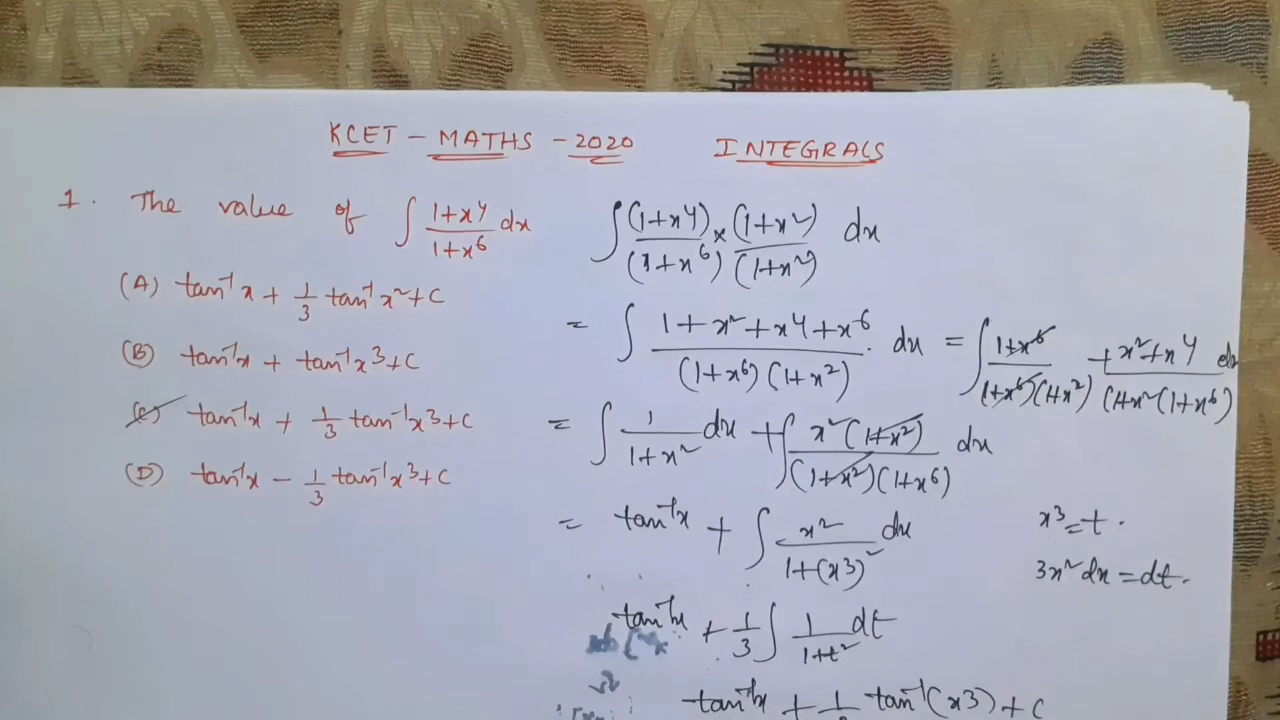 KCET - MATHS - 2020 INTEGRALS
1. The value of ∫ (1+x⁴)/(1+x⁶) dx
(A) tan⁻¹x + 1/3 tan⁻¹x² + C
(B) tan⁻¹x + tan⁻¹x³ + C
(C) tan⁻¹x + 1/3 tan⁻¹x³ + C
(D) tan⁻¹x - 1/3 tan⁻¹x³ + C
∫ (1+x⁴)/(1+x⁶) × (1+x²)/(1+x²) dx
= ∫ (1+x²+x⁴+x⁶)/((1+x⁶)(1+x²)) dx = ∫ (1+x⁶)/((1+x⁶)(1+x²)) + (x²+x⁴)/((1+x²)(1+x⁶)) dx
= ∫ 1/(1+x²) dx + ∫ x²(1+x²)/((1+x²)(1+x⁶)) dx
= tan⁻¹x + ∫ x²/(1+(x3)²) dx
x³=t.
3x²dx=dt.
tan⁻¹x + 1/3 ∫ 1/(1+t²) dt
tan⁻¹x + tan⁻¹(x3)+C